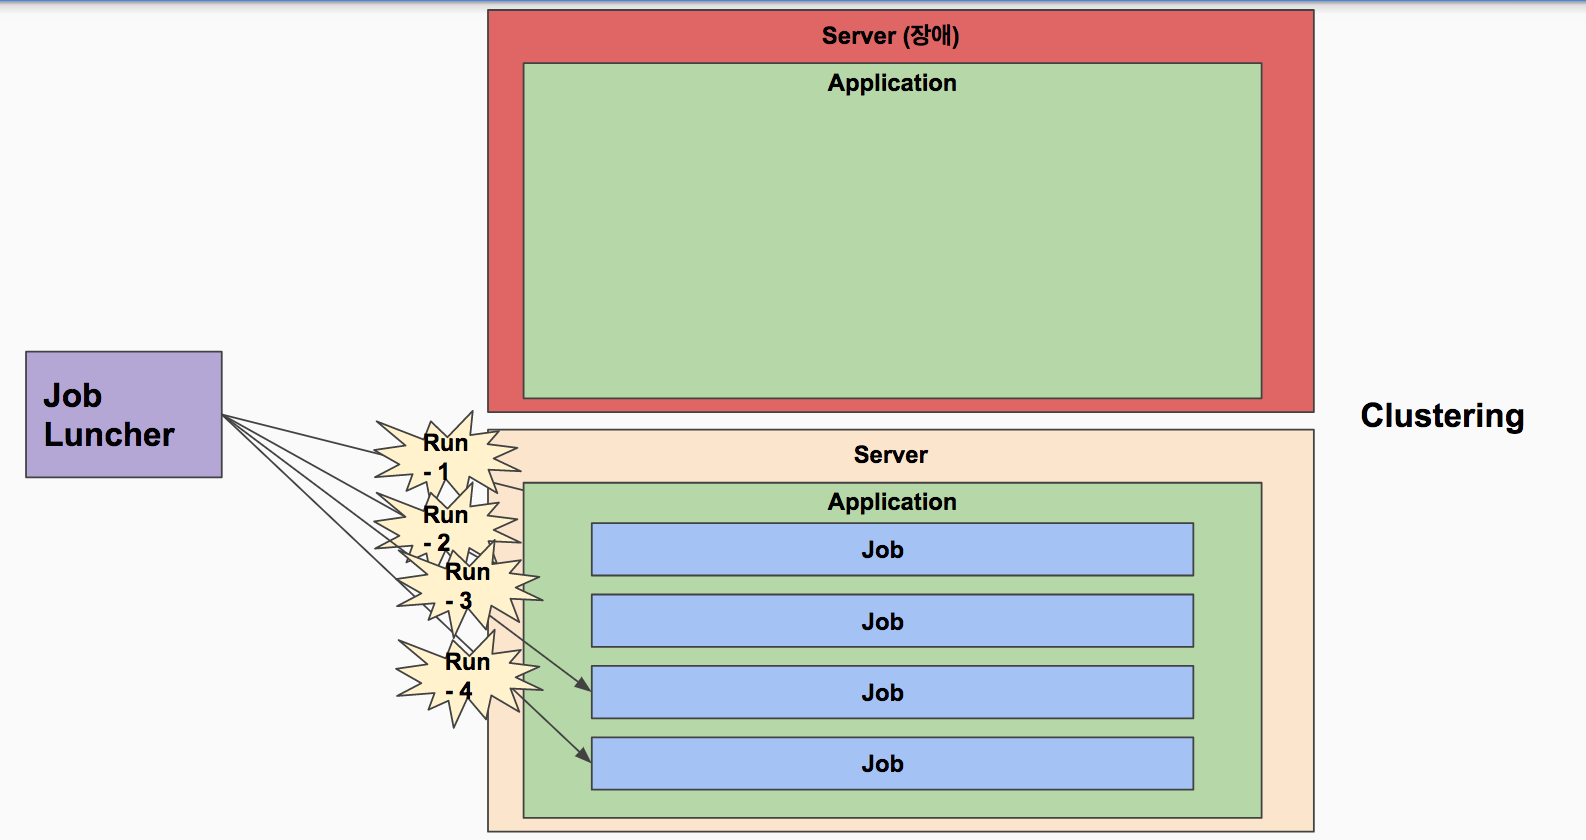 Server (장애)
Application
Job
Luncher
Run
- 1
Run
- 2
Run
- 3
Run
- 4
Clustering
Server
Application
Job
Job
Job
Job